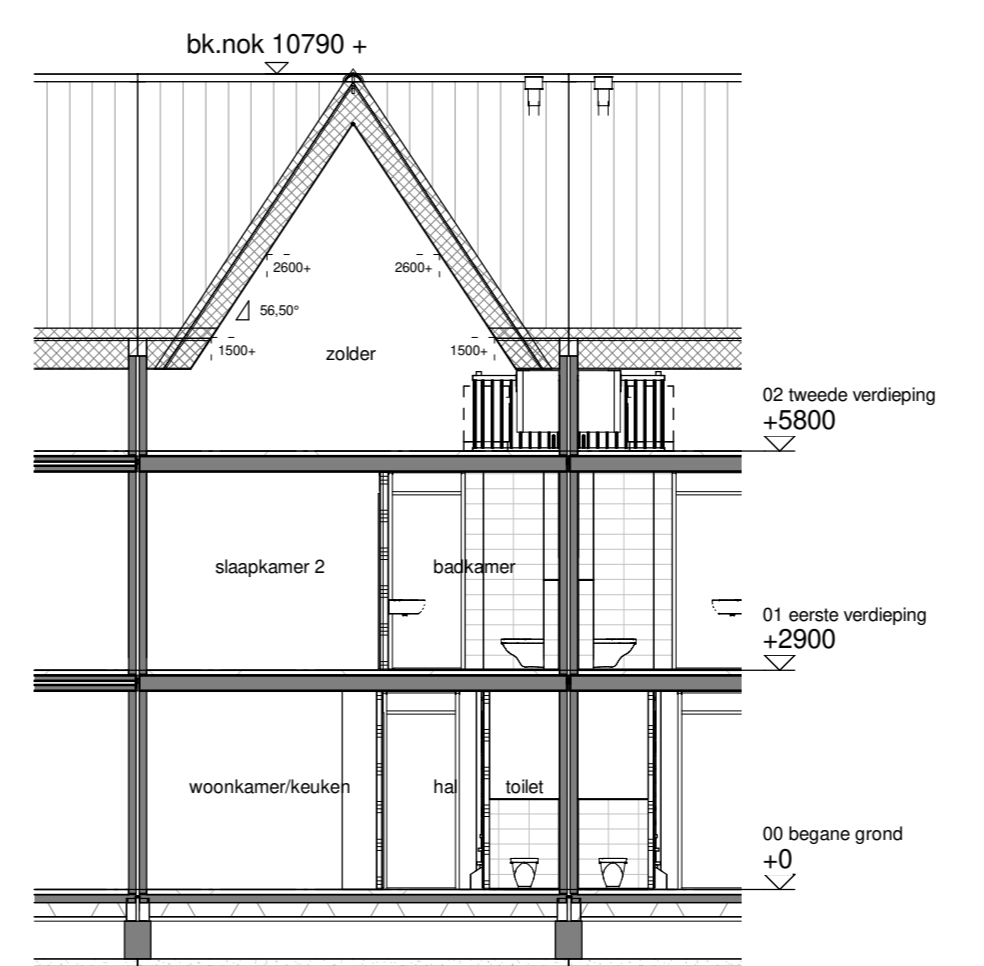 bk.nok 10790 +
2600+ 2600+
56,50°
1500+ zolder 1500+
02 tweede verdieping
+5800
slaapkamer 2 badkamer
01 eerste verdieping
+2900
woonkamer/keuken hal toilet
00 begane grond
+0